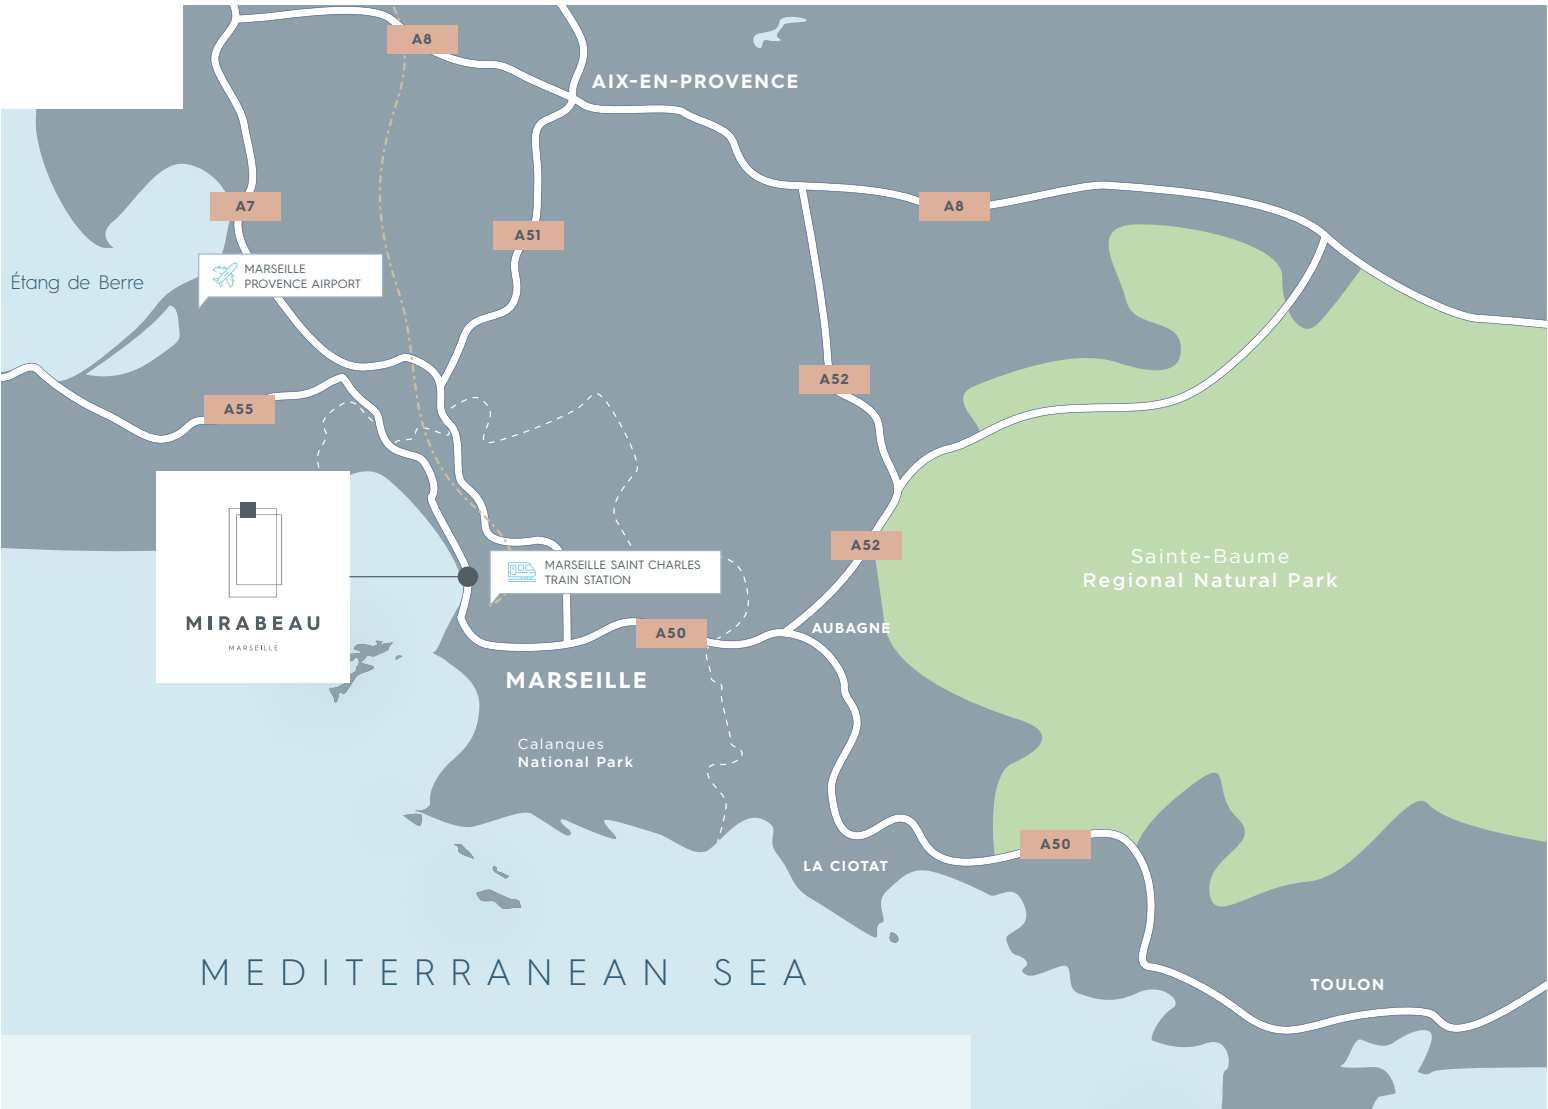 A8
AIX-EN-PROVENCE
A7
A8
A51
MARSEILLE
PROVENCE AIRPORT
Étang de Berre
A52
A55
A52
Sainte-Baume
Regional Natural Park
MARSEILLE SAINT CHARLES
TRAIN STATION
MIRABEAU
MARSEILLE
A50
AUBAGNE
MARSEILLE
Calanques
National Park
A50
LA CIOTAT
MEDITERRANEAN SEA
TOULON